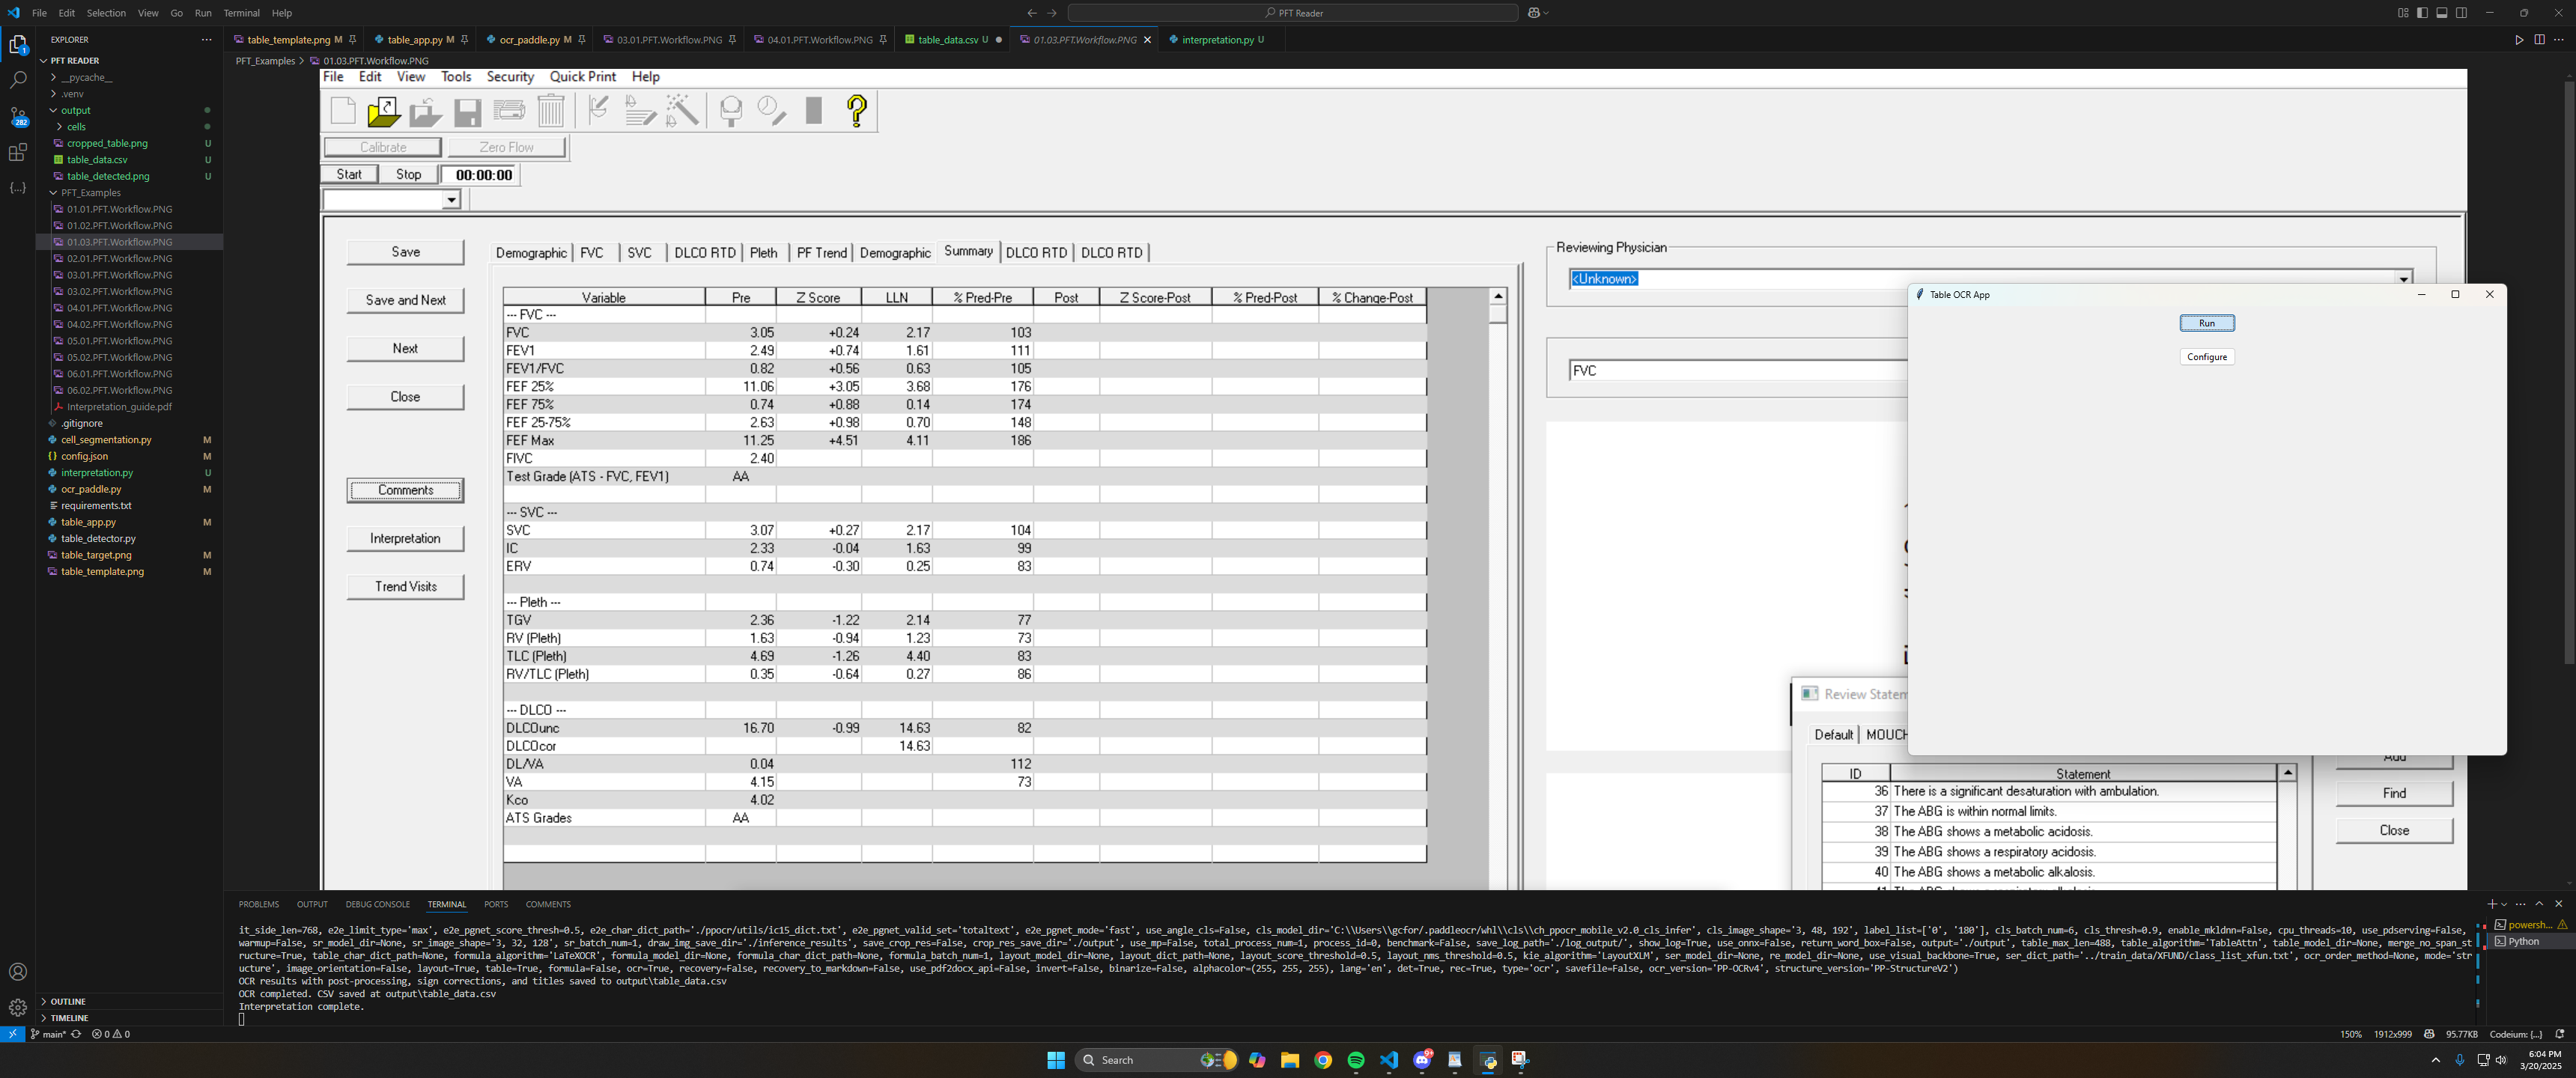 File Edit Selection View Go Run Terminal Help
PFT Reader
EXPLORER
table_template.png M
table_app.py M
ocr_paddle.py M
03.01.PFT.Workflow.PNG
04.01.PFT.Workflow.PNG
table_data.csv U
01.03.PFT.Workflow.PNG
interpretation.py U
PFT READER
__pycache__
.venv
output
cells
cropped_table.png U
table_data.csv U
table_detected.png U
PFT_Examples
01.01.PFT.Workflow.PNG
01.02.PFT.Workflow.PNG
01.03.PFT.Workflow.PNG
02.01.PFT.Workflow.PNG
03.01.PFT.Workflow.PNG
03.02.PFT.Workflow.PNG
04.01.PFT.Workflow.PNG
04.02.PFT.Workflow.PNG
05.01.PFT.Workflow.PNG
05.02.PFT.Workflow.PNG
06.01.PFT.Workflow.PNG
06.02.PFT.Workflow.PNG
Interpretation_guide.pdf
.gitignore
cell_segmentation.py M
config.json M
interpretation.py U
ocr_paddle.py M
requirements.txt
table_app.py M
table_detector.py
table_target.png M
table_template.png M
OUTLINE
TIMELINE
PFT_Examples > 01.03.PFT.Workflow.PNG
File Edit View Tools Security Quick Print Help
Calibrate Zero Flow
Start Stop 00:00:00
Save
Save and Next
Next
Close
Comments
Interpretation
Trend Visits
Demographic FVC SVC DLCO RTD Pleth PF Trend Demographic Summary DLCO RTD DLCO RTD
Variable Pre Z Score LLN % Pred-Pre Post Z Score-Post % Pred-Post % Change-Post
--- FVC ---
FVC 3.05 +0.24 2.17 103
FEV1 2.49 +0.74 1.61 111
FEV1/FVC 0.82 +0.56 0.63 105
FEF 25% 11.06 +3.05 3.68 176
FEF 75% 0.74 +0.88 0.14 174
FEF 25-75% 2.63 +0.98 0.70 148
FEF Max 11.25 +4.51 4.11 186
FIVC 2.40
Test Grade (ATS - FVC, FEV1) AA
--- SVC ---
SVC 3.07 +0.27 2.17 104
IC 2.33 -0.04 1.63 99
ERV 0.74 -0.30 0.25 83
--- Pleth ---
TGV 2.36 -1.22 2.14 77
RV (Pleth) 1.63 -0.94 1.23 73
TLC (Pleth) 4.69 -1.26 4.40 83
RV/TLC (Pleth) 0.35 -0.64 0.27 86
--- DLCO ---
DLCOunc 16.70 -0.99 14.63 82
DLCOcor 14.63
DL/VA 0.04 112
VA 4.15 73
Kco 4.02
ATS Grades AA
Reviewing Physician
<Unknown>
FVC
Table OCR App
Run
Configure
Review Statem
Default MOUCH
ID Statement
36 There is a significant desaturation with ambulation.
37 The ABG is within normal limits.
38 The ABG shows a metabolic acidosis.
39 The ABG shows a respiratory acidosis.
40 The ABG shows a metabolic alkalosis.
Add
Find
Close
PROBLEMS OUTPUT DEBUG CONSOLE TERMINAL PORTS COMMENTS
it_side_len=768, e2e_limit_type='max', e2e_pgnet_score_thresh=0.5, e2e_char_dict_path='./ppocr/utils/ic15_dict.txt', e2e_pgnet_valid_set='totaltext', e2e_pgnet_mode='fast', use_angle_cls=False, cls_model_dir='C:\\Users\\gcfor/.paddleocr/whl\\cls\\ch_ppocr_mobile_v2.0_cls_infer', cls_image_shape='3, 48, 192', label_list=['0', '180'], cls_batch_num=6, cls_thresh=0.9, enable_mkldnn=False, cpu_threads=10, use_pdserving=False,
warmup=False, sr_model_dir=None, sr_image_shape='3, 32, 128', sr_batch_num=1, draw_img_save_dir='./inference_results', save_crop_res=False, crop_res_save_dir='./output', use_mp=False, total_process_num=1, process_id=0, benchmark=False, save_log_path='./log_output/', show_log=True, use_onnx=False, return_word_box=False, output='./output', table_max_len=488, table_algorithm='TableAttn', table_model_dir=None, merge_no_span_st
ructure=True, table_char_dict_path=None, formula_algorithm='LaTeXOCR', formula_model_dir=None, formula_char_dict_path=None, formula_batch_num=1, layout_model_dir=None, layout_dict_path=None, layout_score_threshold=0.5, layout_nms_threshold=0.5, kie_algorithm='LayoutXLM', ser_model_dir=None, re_model_dir=None, use_visual_backbone=True, ser_dict_path='../train_data/XFUND/class_list_xfun.txt', ocr_order_method=None, mode='str
ucture', image_orientation=False, layout=True, table=True, formula=False, ocr=True, recovery=False, recovery_to_markdown=False, use_pdf2docx_api=False, invert=False, binarize=False, alphacolor=(255, 255, 255), lang='en', det=True, rec=True, type='ocr', savefile=False, ocr_version='PP-OCRv4', structure_version='PP-StructureV2')
OCR results with post-processing, sign corrections, and titles saved to output\table_data.csv
OCR completed. CSV saved at output\table_data.csv
Interpretation complete.
powersh...
Python
main* 0 0
150% 1912x999 95.77KB Codeium: {...}
Search
6:04 PM
3/20/2025